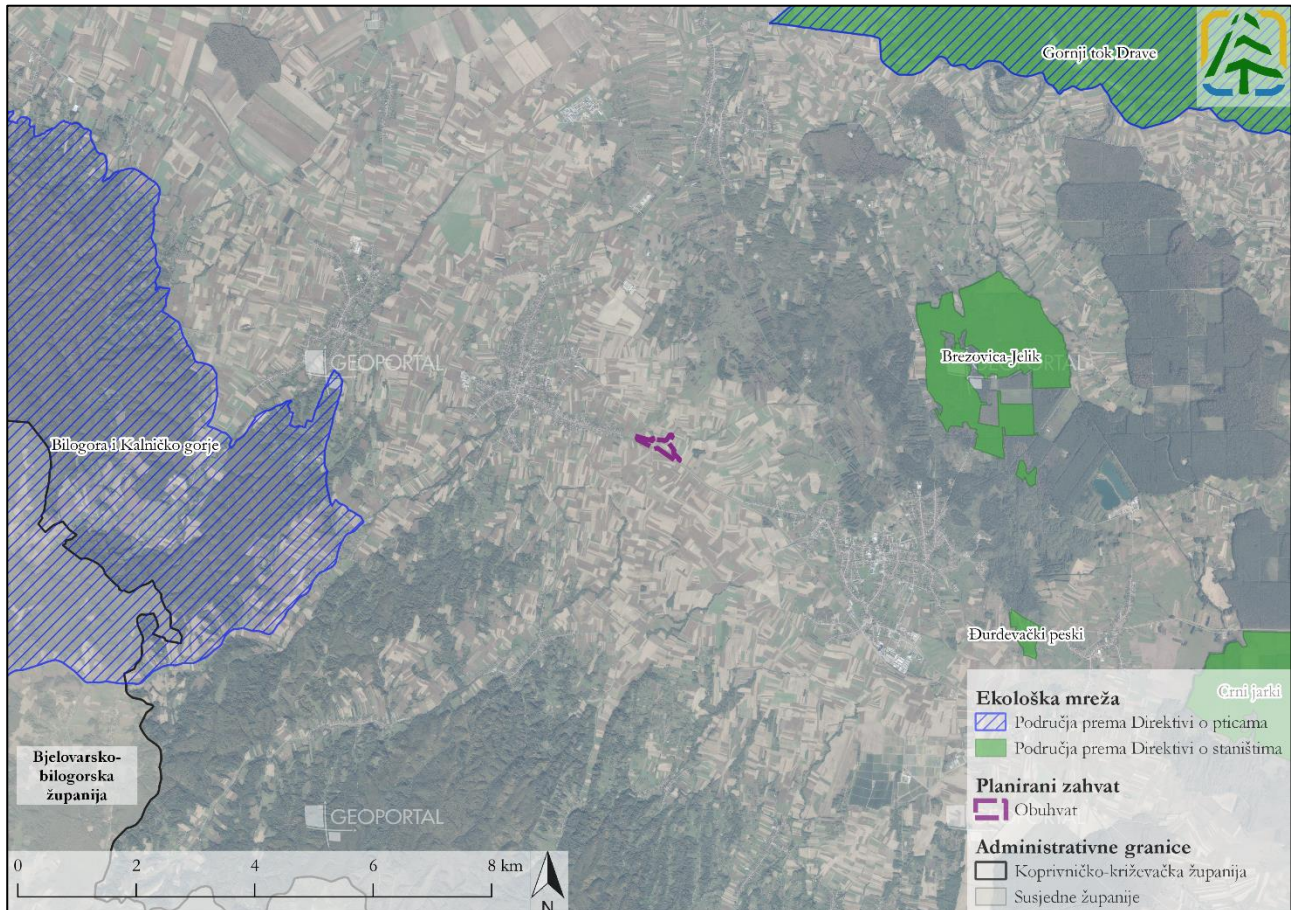 Gornji tok Drave
GEOPORTAL
GEOPORTAL
Brezovica-Jelik
Bilogora i Kalničko gorje
Đurđevački peski
Crni jarki
Bjelovarsko-
bilogorska
županija
GEOPORTAL
Ekološka mreža
Područja prema Direktivi o pticama
Područja prema Direktivi o staništima
Planirani zahvat
Obuhvat
Administrativne granice
Koprivničko-križevačka županija
Susjedne županije
0 2 4 6 8 km
N